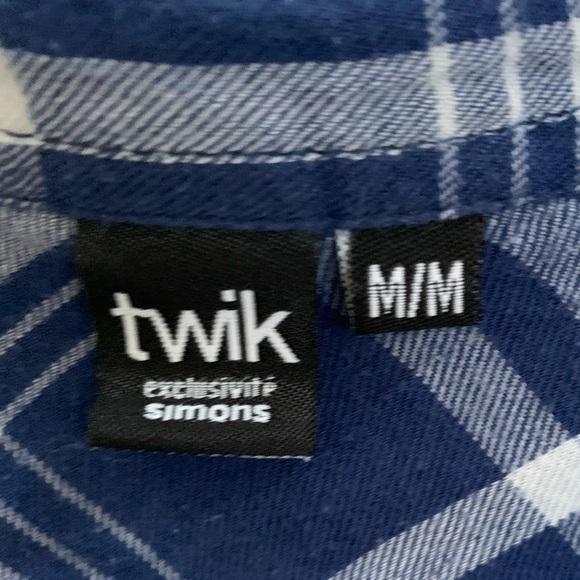 twik
exclusivité
simons
M/M